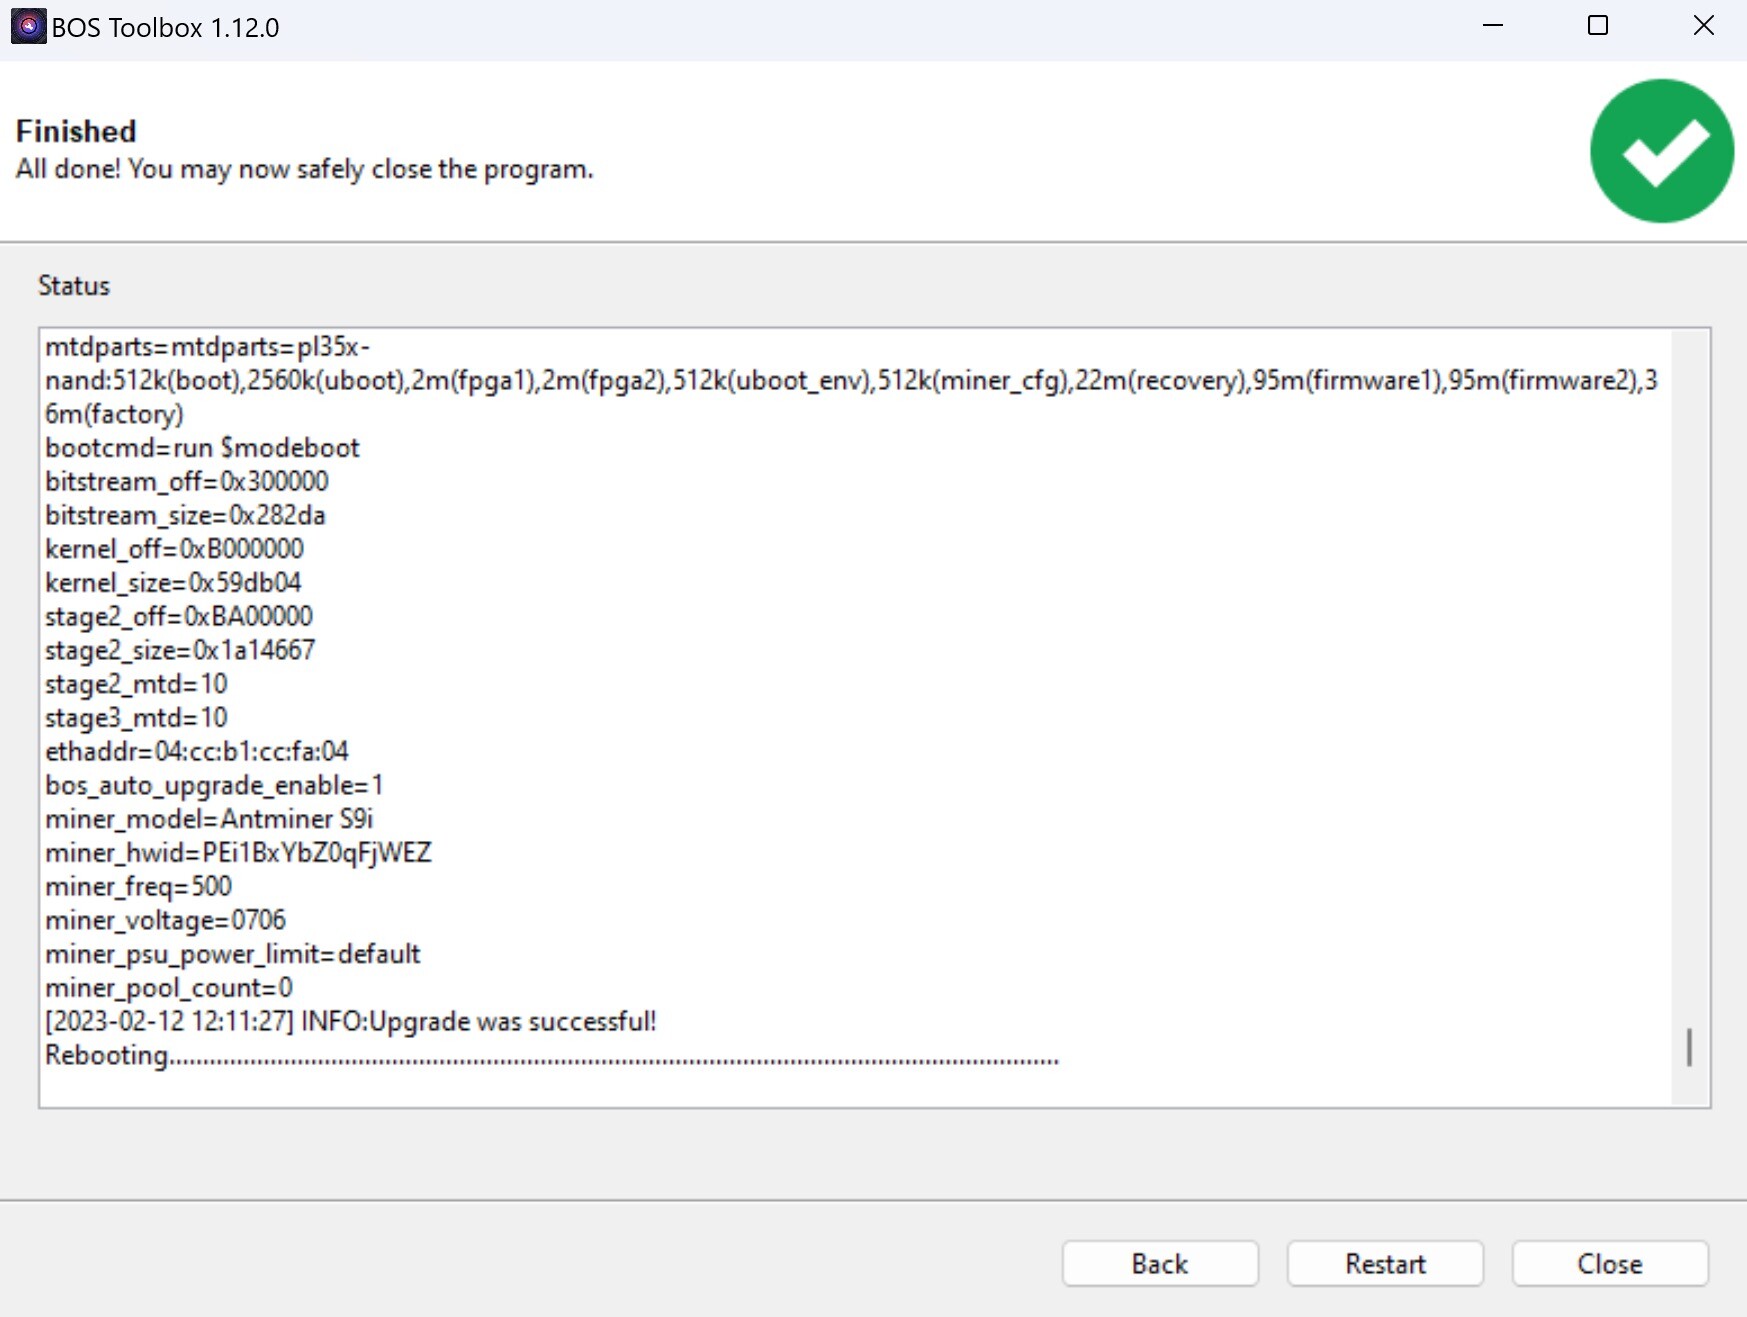 BOS Toolbox 1.12.0
Finished
All done! You may now safely close the program.
Status
mtdparts=mtdparts=pl35x-
nand:512k(boot),2560k(uboot),2m(fpga1),2m(fpga2),512k(uboot_env),512k(miner_cfg),22m(recovery),95m(firmware1),95m(firmware2),3
6m(factory)
bootcmd=run $modeboot
bitstream_off=0x300000
bitstream_size=0x282da
kernel_off=0xB000000
kernel_size=0x59db04
stage2_off=0xBA00000
stage2_size=0x1a14667
stage2_mtd=10
stage3_mtd=10
ethaddr=04:cc:b1:cc:fa:04
bos_auto_upgrade_enable=1
miner_model=Antminer S9i
miner_hwid=PEi1BxYbZ0qFjWEZ
miner_freq=500
miner_voltage=0706
miner_psu_power_limit=default
miner_pool_count=0
[2023-02-12 12:11:27] INFO:Upgrade was successful!
Rebooting....................................................................................................................................
Back
Restart
Close